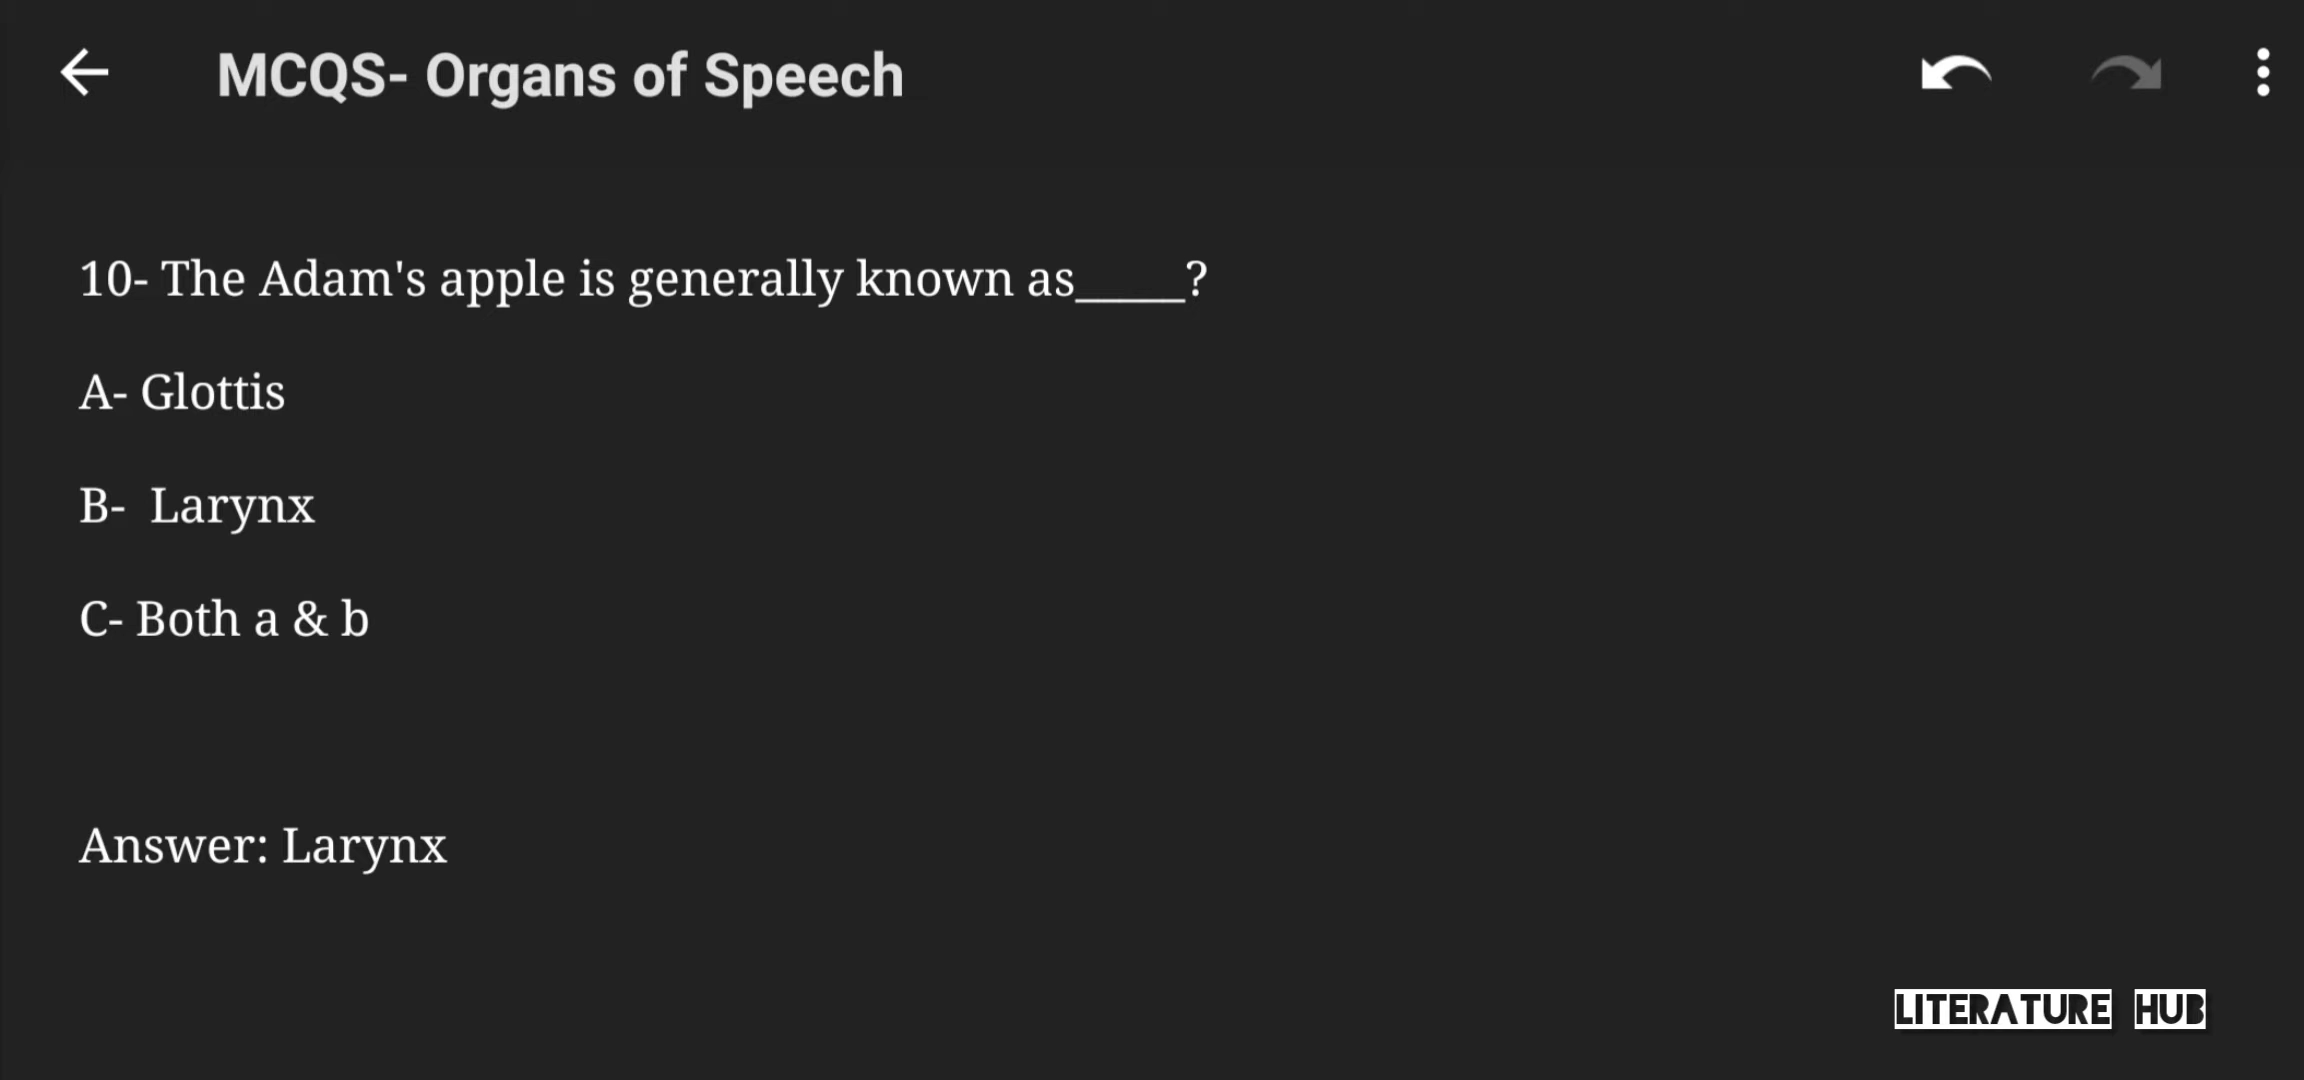 MCQS- Organs of Speech
10- The Adam's apple is generally known as_____?
A- Glottis
B-  Larynx
C- Both a & b
Answer: Larynx
LITERATURE HUB